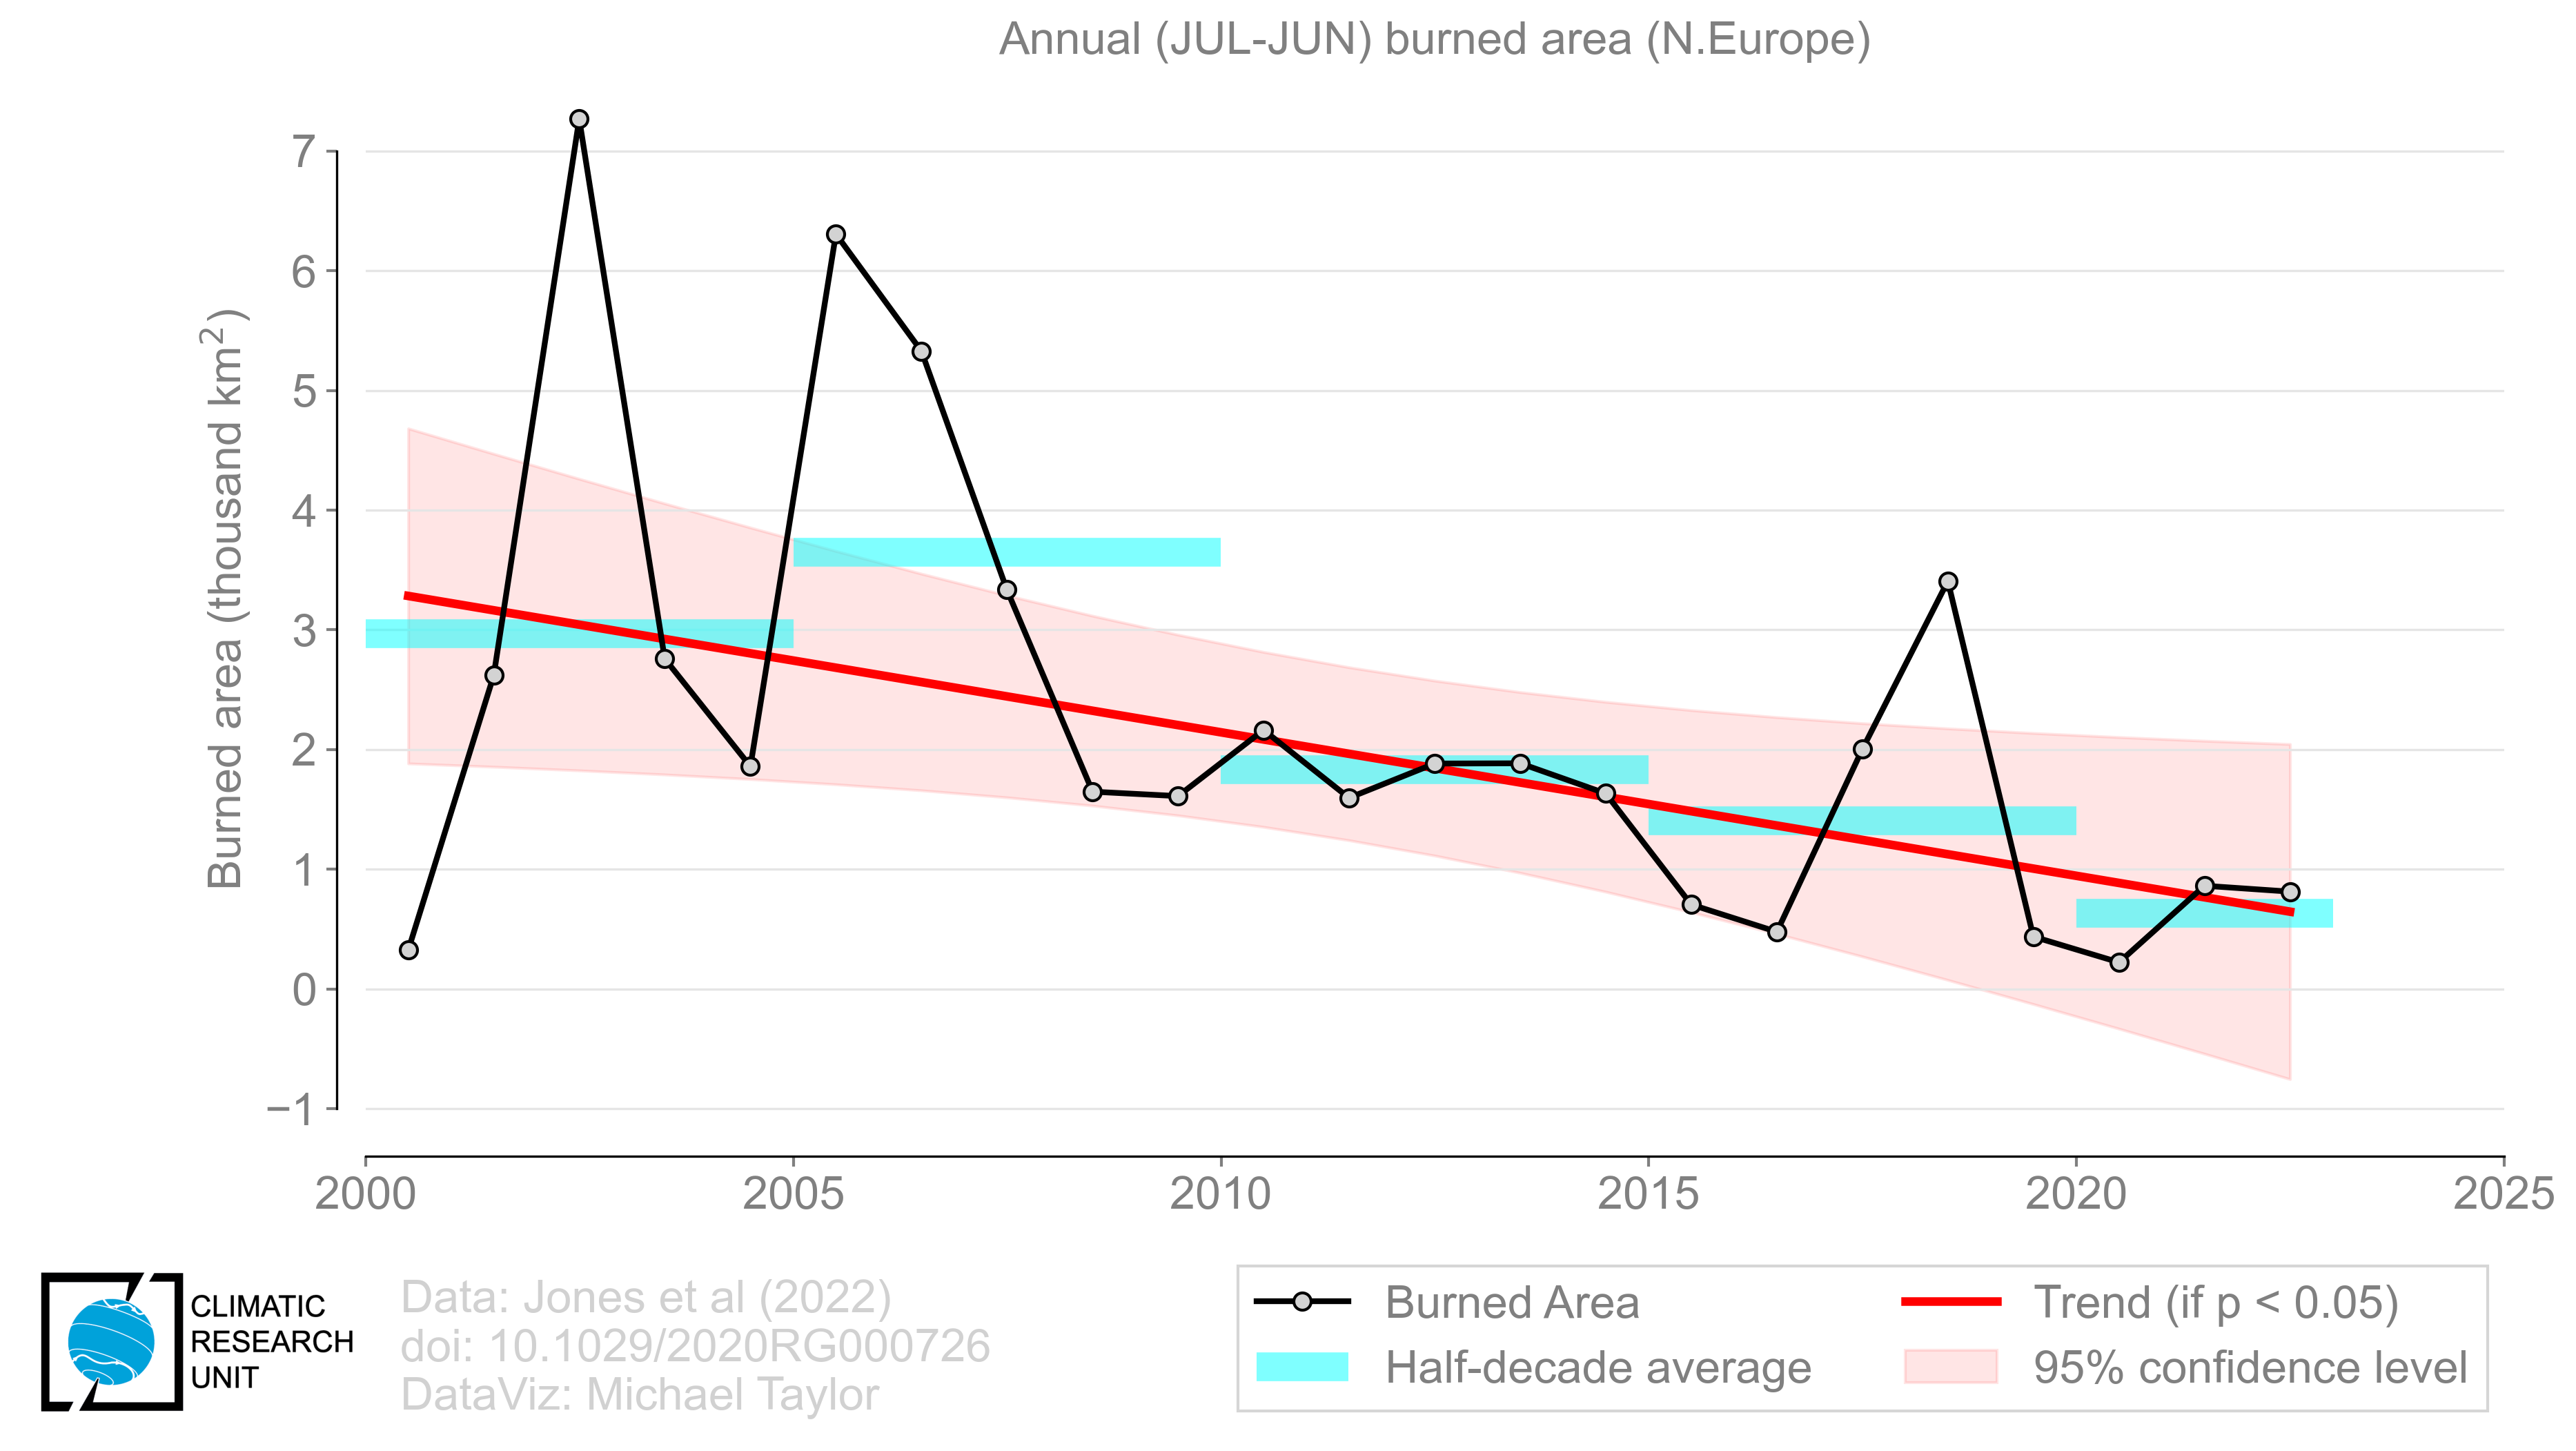 Annual (JUL-JUN) burned area (N.Europe)
Burned area (thousand km²)
7
6
5
4
3
2
1
0
−1
2000
2005
2010
2015
2020
2025
CLIMATIC
RESEARCH
UNIT
Data: Jones et al (2022)
doi: 10.1029/2020RG000726
DataViz: Michael Taylor
Burned Area
Half-decade average
Trend (if p < 0.05)
95% confidence level